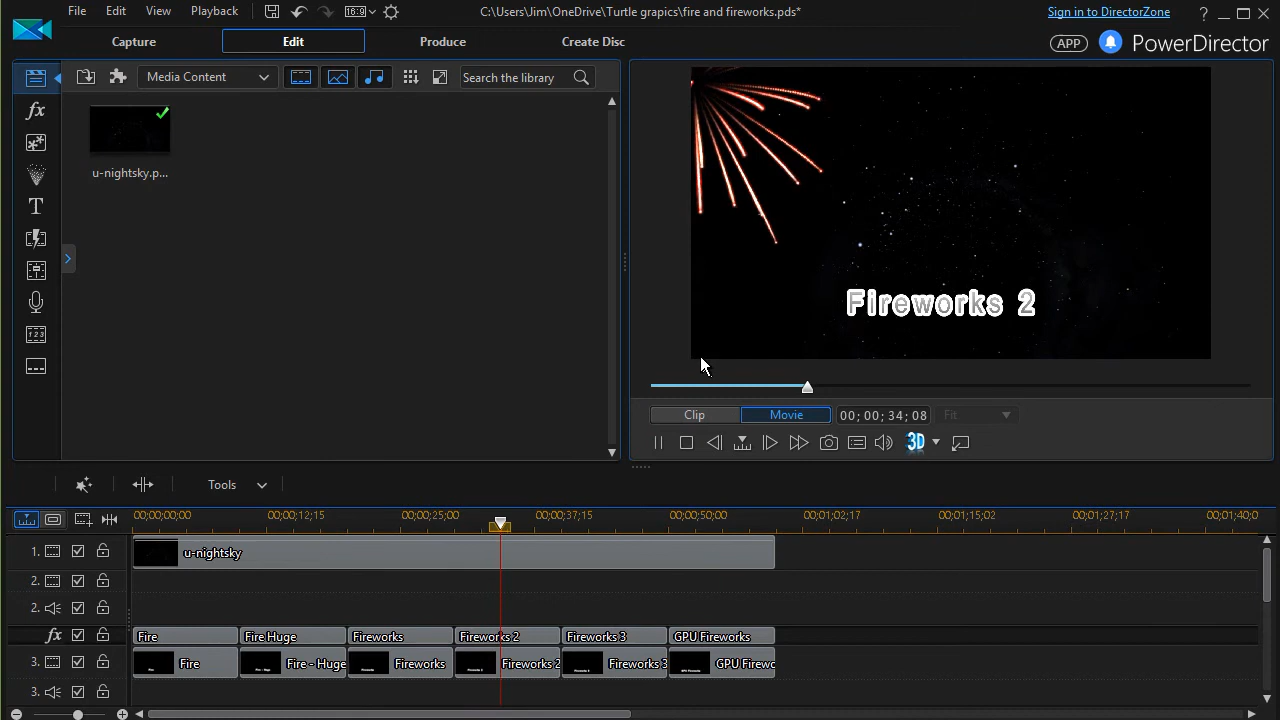 File Edit View Playback 16:9 C:\Users\Jim\OneDrive\Turtle grapics\fire and fireworks.pds* Sign in to DirectorZone ?
Capture Edit Produce Create Disc APP PowerDirector
Media Content Search the library
fx
u-nightsky.p...
T
Fireworks 2
Clip Movie 00; 00; 34; 08 Fit
3D
Tools
00;00;00;00 00;00;12;15 00;00;25;00 00;00;37;15 00;00;50;00 00;01;02;17 00;01;15;02 00;01;27;17 00;01;40;0
1. u-nightsky
2.
2.
fx Fire Fire Huge Fireworks Fireworks 2 Fireworks 3 GPU Fireworks
3. Fire Fire - Huge Fireworks Fireworks 2 Fireworks 3 GPU Firewc
3.